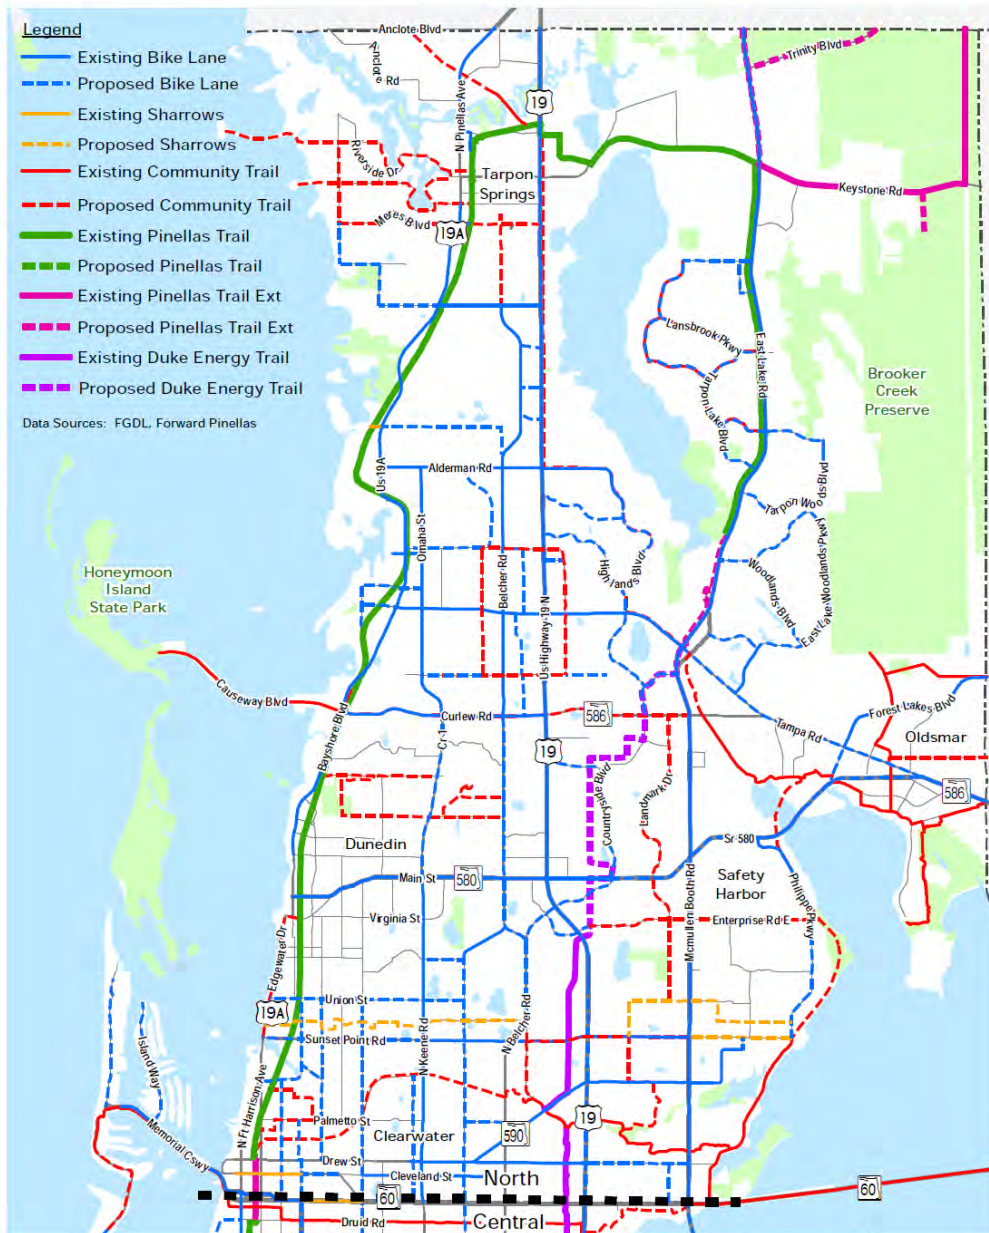 Legend
Existing Bike Lane
Proposed Bike Lane
Existing Sharrows
Proposed Sharrows
Existing Community Trail
Proposed Community Trail
Existing Pinellas Trail
Proposed Pinellas Trail
Existing Pinellas Trail Ext
Proposed Pinellas Trail Ext
Existing Duke Energy Trail
Proposed Duke Energy Trail
Data Sources: FGDL, Forward Pinellas
Anclote Blvd
Anclote Rd
N Pinellas Ave
19
Trinity Blvd
Riverside Dr
Tarpon
Springs
Keystone Rd
Meres Blvd
19A
Lansbrook Pkwy
East Lake Rd
Tarpon Lake Blvd
Brooker
Creek
Preserve
Us 19A
Alderman Rd
Tarpon Woods Blvd
Omaha St
Honeymoon
Island
State Park
Belcher Rd
Highlands Blvd
Woodlands Blvd
East Lake Woodlands Pkwy
Us Highway 19 N
Causeway Blvd
Curlew Rd
586
Bayshore Blvd
Cr 1
19
Tampa Rd
Forest Lakes Blvd
Oldsmar
586
Countryside Blvd
Landmark Dr
Dunedin
Sr 580
Main St
580
Safety
Harbor
Mcmullen Booth Rd
Philippe Pkwy
Virginia St
Enterprise Rd E
Edgewater Dr
19A
Union St
Sunset Point Rd
N Keene Rd
N Belcher Rd
Island Way
N Ft Harrison Ave
Palmetto St
Clearwater
590
19
Memorial Cswy
Drew St
Cleveland St
North
60
60
Druid Rd
Central